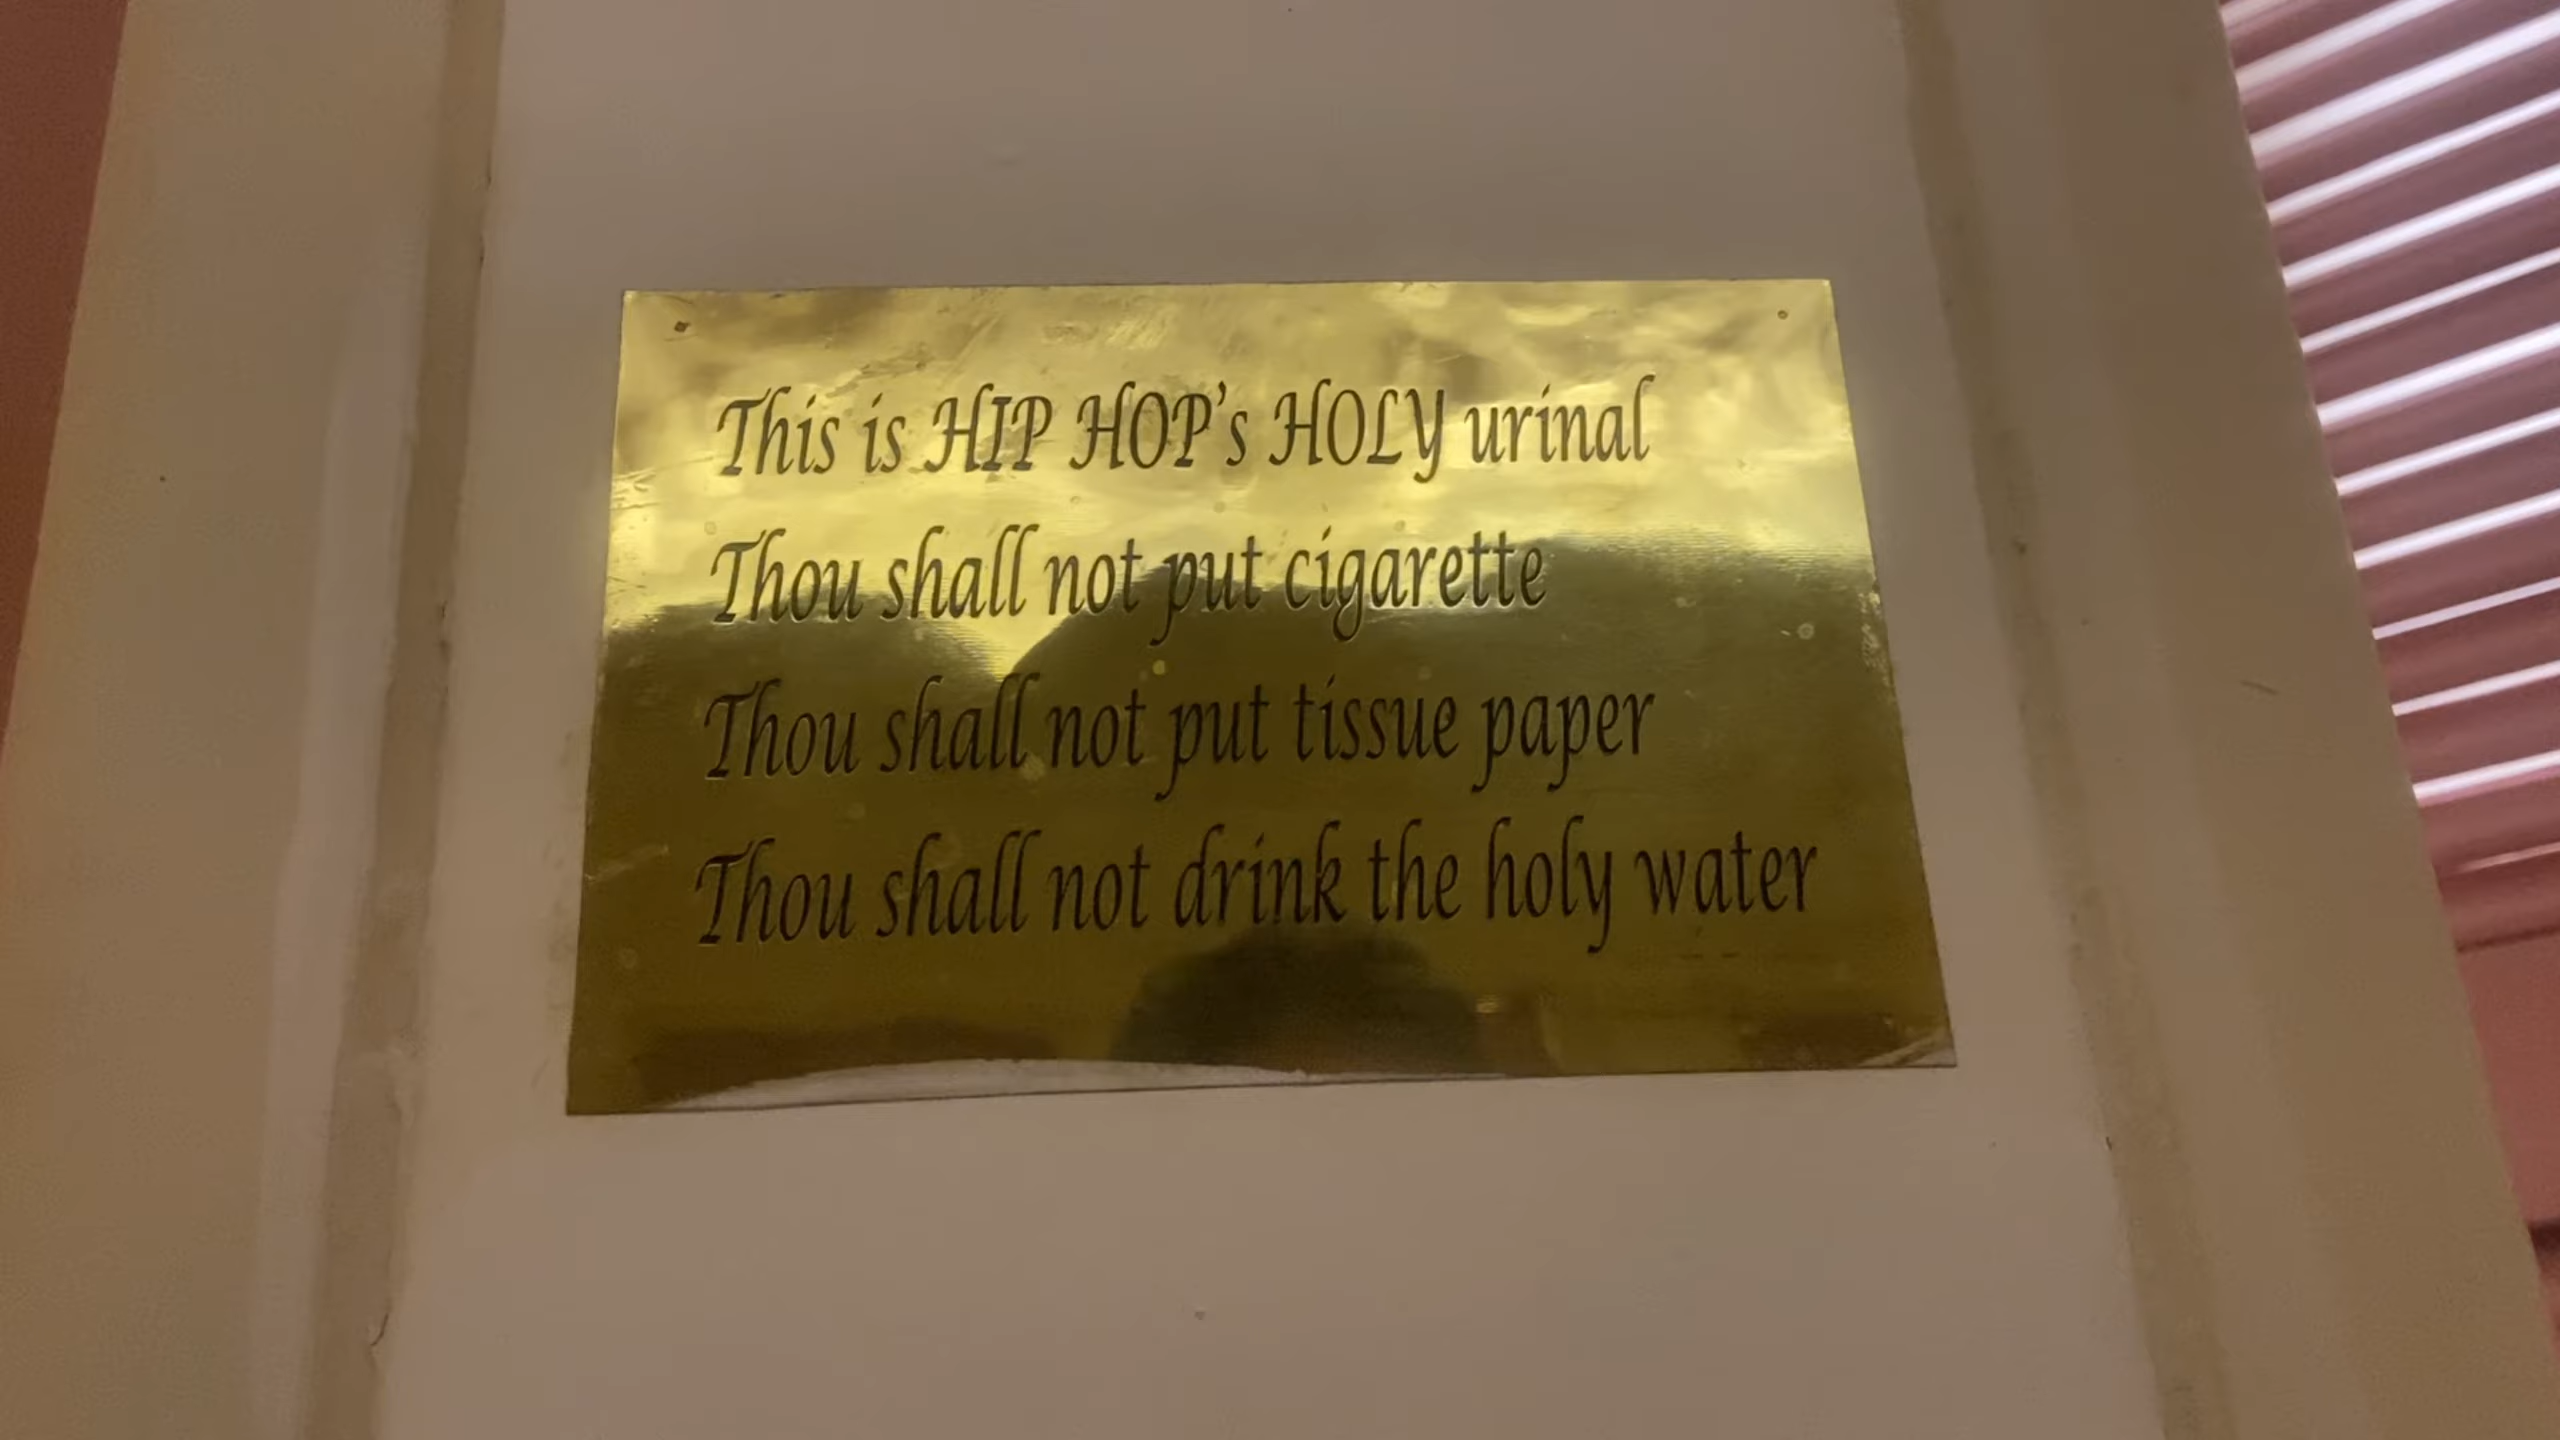 This is HIP HOP's HOLY urinal
Thou shall not put cigarette
Thou shall not put tissue paper
Thou shall not drink the holy water